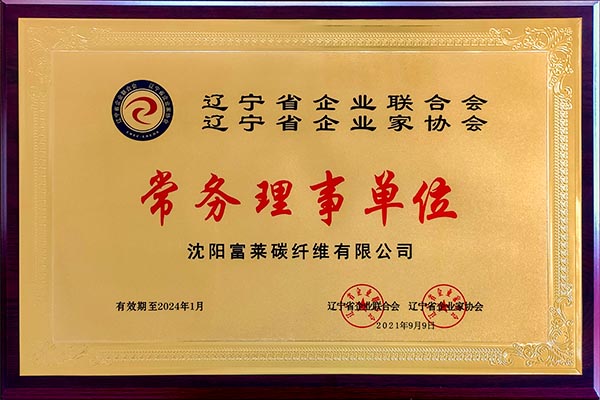 辽宁省企业联合会
辽宁省企业家协会
常务理事单位
沈阳富莱碳纤维有限公司
有效期至2024年1月
辽宁省企业联合会 辽宁省企业家协会
2021年9月9日